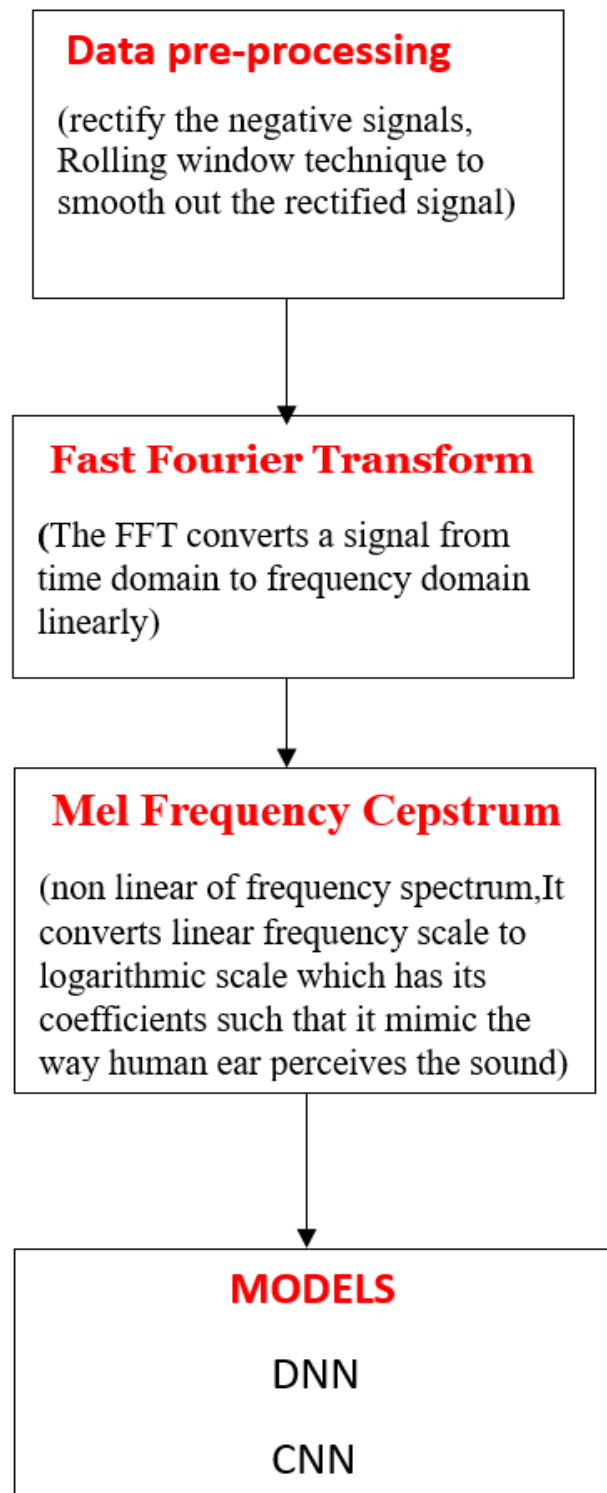 Data pre-processing
(rectify the negative signals,
Rolling window technique to
smooth out the rectified signal)
Fast Fourier Transform
(The FFT converts a signal from
time domain to frequency domain
linearly)
Mel Frequency Cepstrum
(non linear of frequency spectrum,It
converts linear frequency scale to
logarithmic scale which has its
coefficients such that it mimic the
way human ear perceives the sound)
MODELS
DNN
CNN